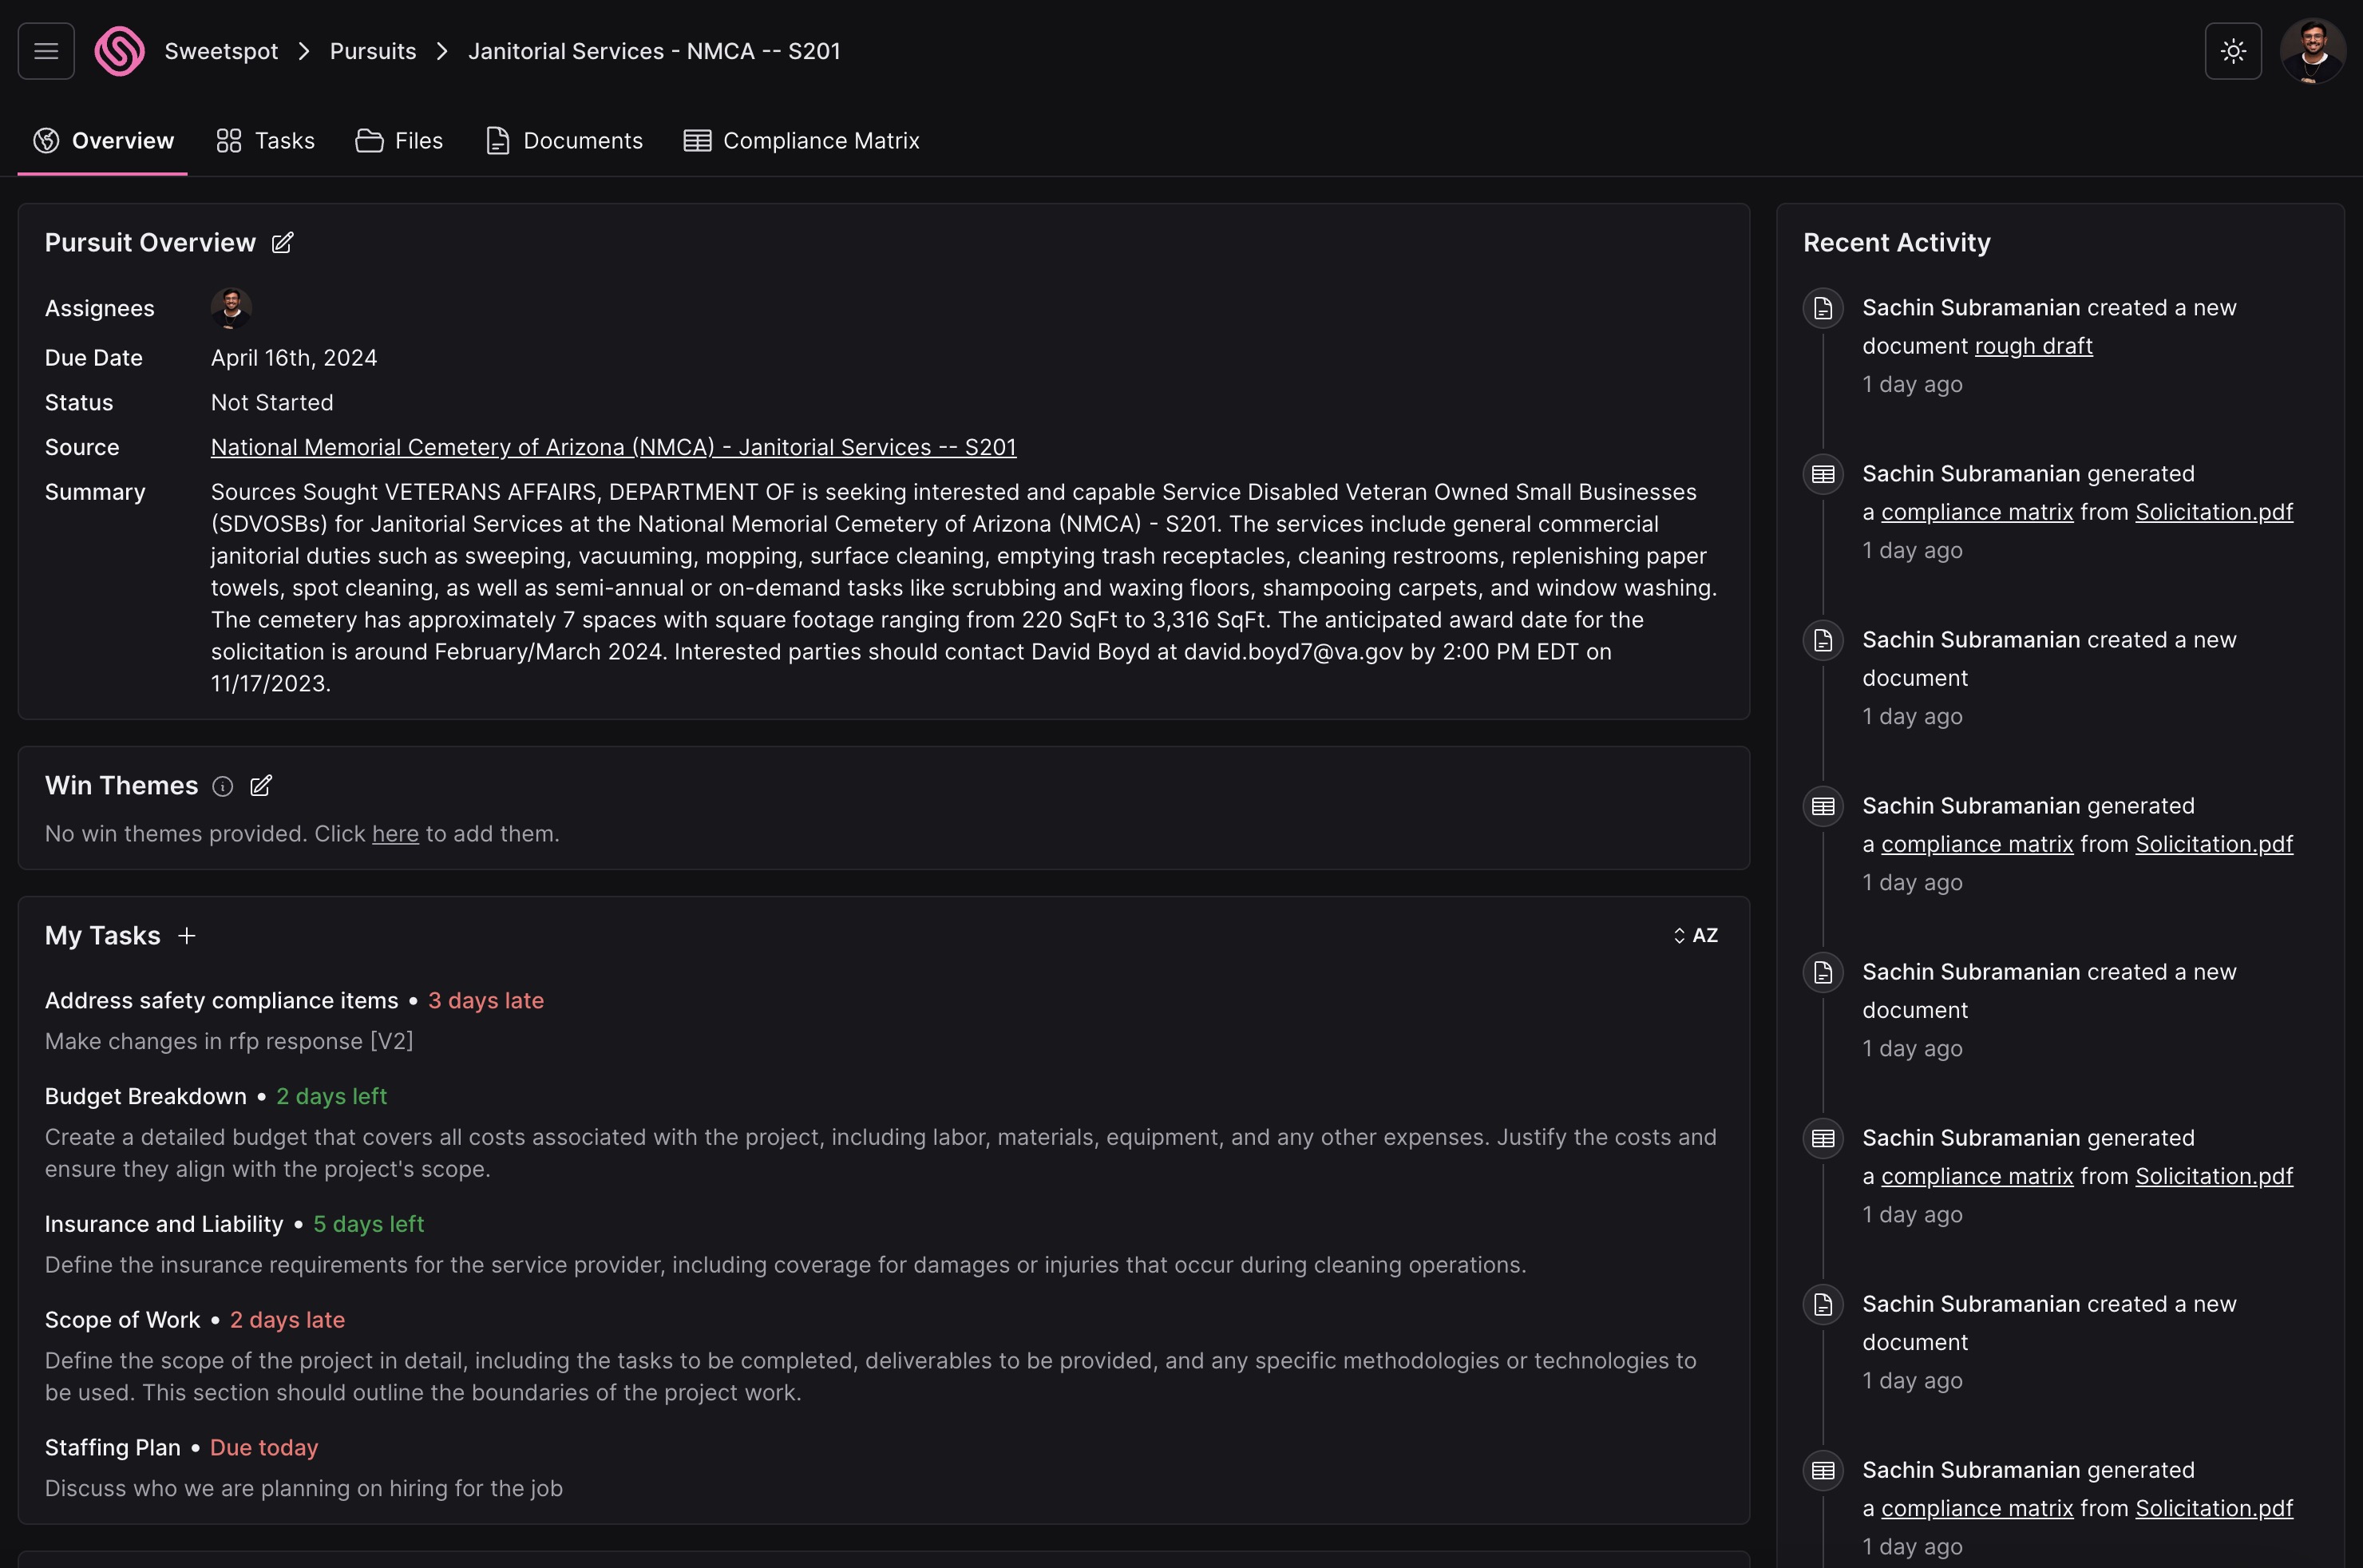 Sweetspot > Pursuits > Janitorial Services - NMCA -- S201
Overview Tasks Files Documents Compliance Matrix
Pursuit Overview
Assignees
Due Date April 16th, 2024
Status Not Started
Source National Memorial Cemetery of Arizona (NMCA) - Janitorial Services -- S201
Summary Sources Sought VETERANS AFFAIRS, DEPARTMENT OF is seeking interested and capable Service Disabled Veteran Owned Small Businesses
(SDVOSBs) for Janitorial Services at the National Memorial Cemetery of Arizona (NMCA) - S201. The services include general commercial
janitorial duties such as sweeping, vacuuming, mopping, surface cleaning, emptying trash receptacles, cleaning restrooms, replenishing paper
towels, spot cleaning, as well as semi-annual or on-demand tasks like scrubbing and waxing floors, shampooing carpets, and window washing.
The cemetery has approximately 7 spaces with square footage ranging from 220 SqFt to 3,316 SqFt. The anticipated award date for the
solicitation is around February/March 2024. Interested parties should contact David Boyd at david.boyd7@va.gov by 2:00 PM EDT on
11/17/2023.
Win Themes
No win themes provided. Click here to add them.
My Tasks +
AZ
Address safety compliance items • 3 days late
Make changes in rfp response [V2]
Budget Breakdown • 2 days left
Create a detailed budget that covers all costs associated with the project, including labor, materials, equipment, and any other expenses. Justify the costs and
ensure they align with the project's scope.
Insurance and Liability • 5 days left
Define the insurance requirements for the service provider, including coverage for damages or injuries that occur during cleaning operations.
Scope of Work • 2 days late
Define the scope of the project in detail, including the tasks to be completed, deliverables to be provided, and any specific methodologies or technologies to
be used. This section should outline the boundaries of the project work.
Staffing Plan • Due today
Discuss who we are planning on hiring for the job
Recent Activity
Sachin Subramanian created a new
document rough draft
1 day ago
Sachin Subramanian generated
a compliance matrix from Solicitation.pdf
1 day ago
Sachin Subramanian created a new
document
1 day ago
Sachin Subramanian generated
a compliance matrix from Solicitation.pdf
1 day ago
Sachin Subramanian created a new
document
1 day ago
Sachin Subramanian generated
a compliance matrix from Solicitation.pdf
1 day ago
Sachin Subramanian created a new
document
1 day ago
Sachin Subramanian generated
a compliance matrix from Solicitation.pdf
1 day ago